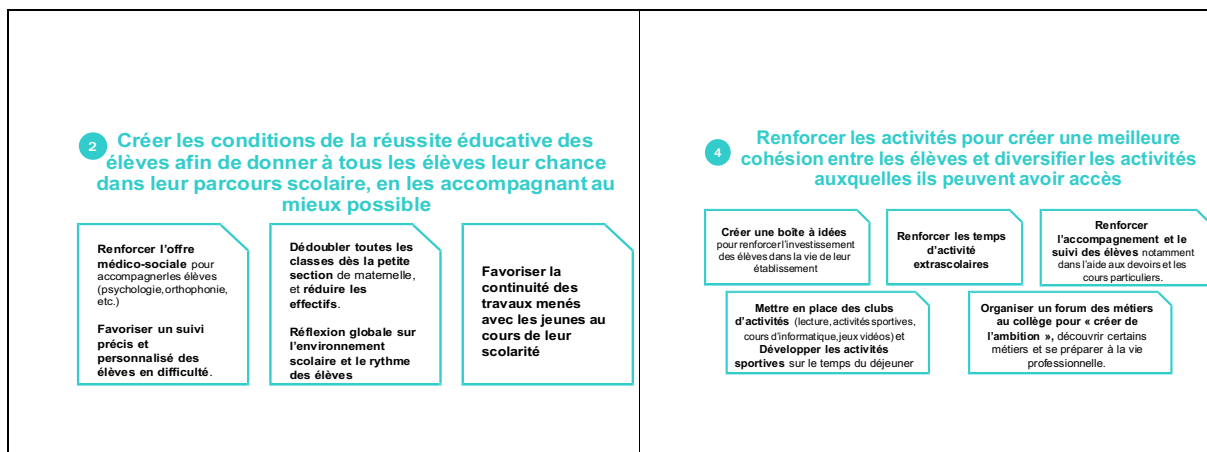 2
Créer les conditions de la réussite éducative des
élèves afin de donner à tous les élèves leur chance
dans leur parcours scolaire, en les accompagnant au
mieux possible
Renforcer l'offre
médico-sociale pour
accompagnerles élèves
(psychologie, orthophonie,
etc.)
Favoriser un suivi
précis et
personnalisé des
élèves en difficulté.
Dédoubler toutes les
classes dès la petite
section de maternelle,
et réduire les
effectifs.
Réflexion globale sur
l'environnement
scolaire et le rythme
des élèves
Favoriser la
continuité des
travaux menés
avec les jeunes au
cours de leur
scolarité
4
Renforcer les activités pour créer une meilleure
cohésion entre les élèves et diversifier les activités
auxquelles ils peuvent avoir accès
Créer une boîte à idées
pour renforcer l'investissement
des élèves dans la vie de leur
établissement
Renforcer les temps
d'activité
extrascolaires
Renforcer
l'accompagnement et le
suivi des élèves notamment
dans l'aide aux devoirs et les
cours particuliers.
Mettre en place des clubs
d'activités (lecture, activités sportives,
cours d'informatique, jeux vidéos) et
Développer les activités
sportives sur le temps du déjeuner
Organiser un forum des métiers
au collège pour « créer de
l'ambition », découvrir certains
métiers et se préparer à la vie
professionnelle.